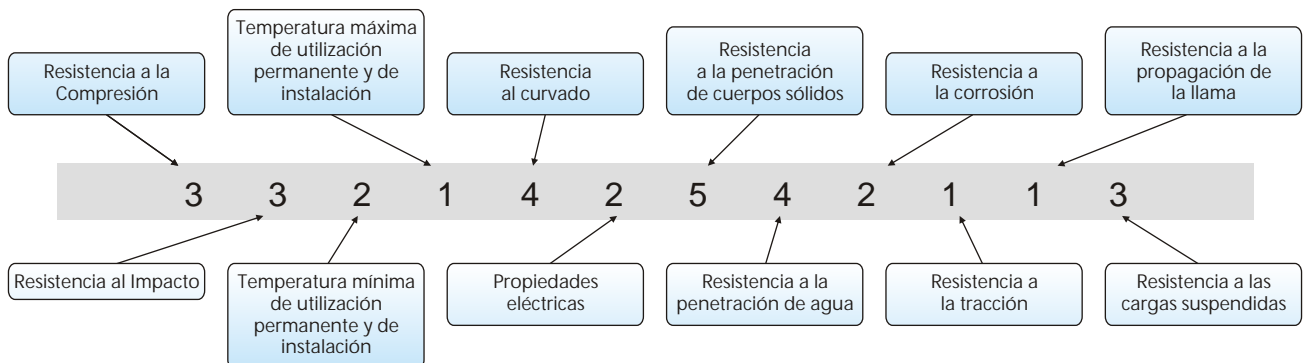 Resistencia a la
Compresión
Temperatura máxima
de utilización
permanente y de
instalación
Resistencia
al curvado
Resistencia
a la penetración
de cuerpos sólidos
Resistencia a
la corrosión
Resistencia a la
propagación de
la llama
3 3 2 1 4 2 5 4 2 1 1 3
Resistencia al Impacto
Temperatura mínima
de utilización
permanente y de
instalación
Propiedades
eléctricas
Resistencia a la
penetración de agua
Resistencia a
la tracción
Resistencia a las
cargas suspendidas